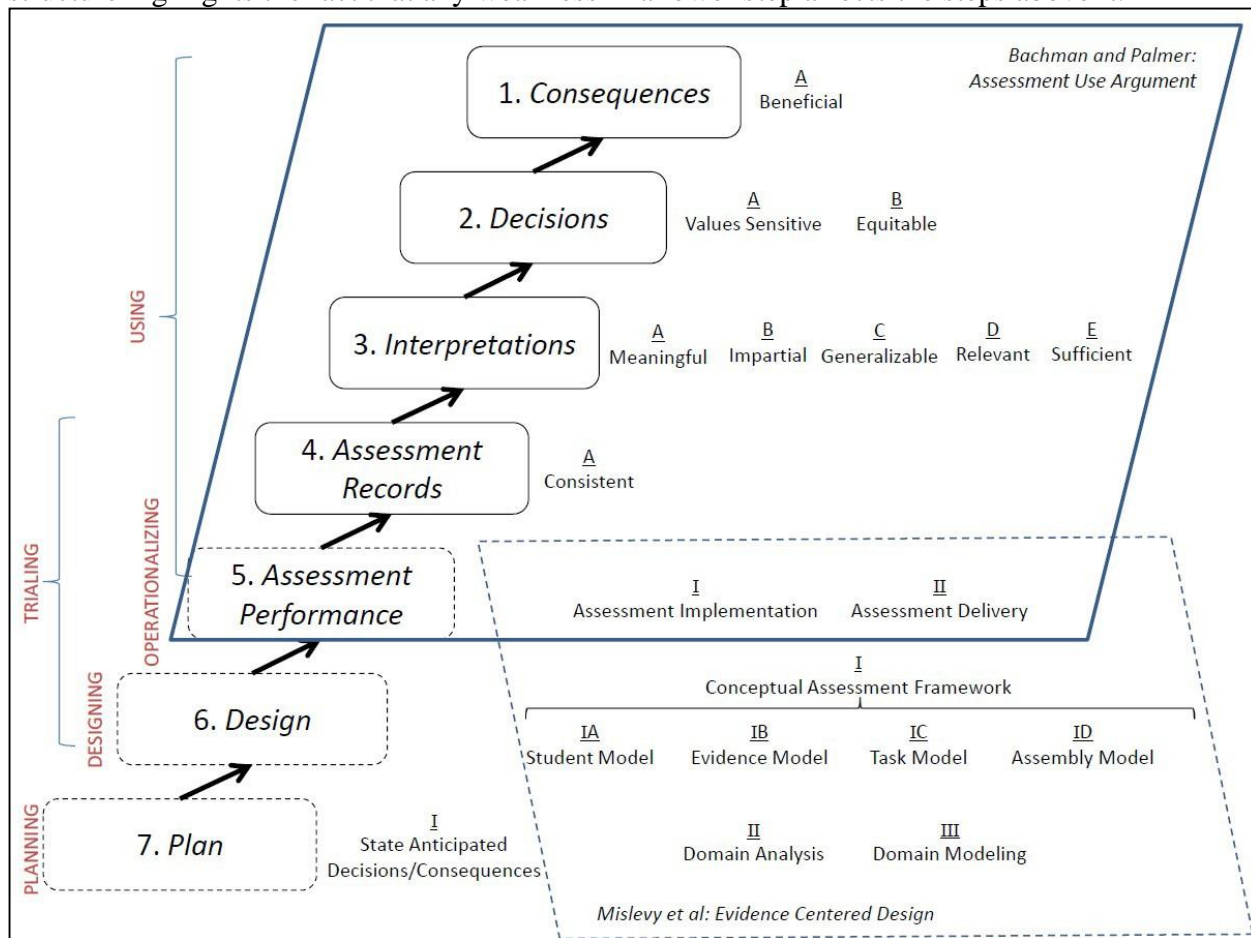 Bachman and Palmer:
Assessment Use Argument
1. Consequences
A
Beneficial
2. Decisions
A
Values Sensitive
B
Equitable
USING
3. Interpretations
A
Meaningful
B
Impartial
C
Generalizable
D
Relevant
E
Sufficient
4. Assessment
Records
A
Consistent
TRIALING
OPERATIONALIZING
5. Assessment
Performance
I
Assessment Implementation
II
Assessment Delivery
DESIGNING
6. Design
I
Conceptual Assessment Framework
IA
Student Model
IB
Evidence Model
IC
Task Model
ID
Assembly Model
PLANNING
7. Plan
I
State Anticipated
Decisions/Consequences
II
Domain Analysis
III
Domain Modeling
Mislevy et al: Evidence Centered Design